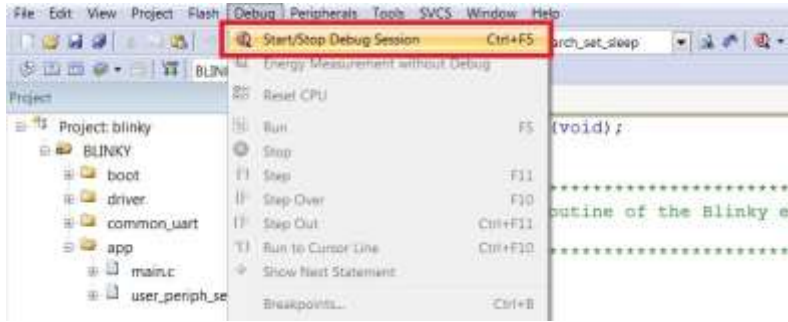 File Edit View Project Flash Debug Peripherals Tools SVCS Window Help
Start/Stop Debug Session Ctrl+F5
arch_set_sleep
Energy Measurement without Debug
BLIN
Project
Reset CPU
Project: blinky
Run F5
(void);
BLINKY
Stop
boot
Step F11
driver
Step Over F10
outine of the Blinky e
common_uart
Step Out Ctrl+F11
app
Run to Cursor Line Ctrl+F10
main.c
Show Next Statement
user_periph_se
Breakpoints... Ctrl+B